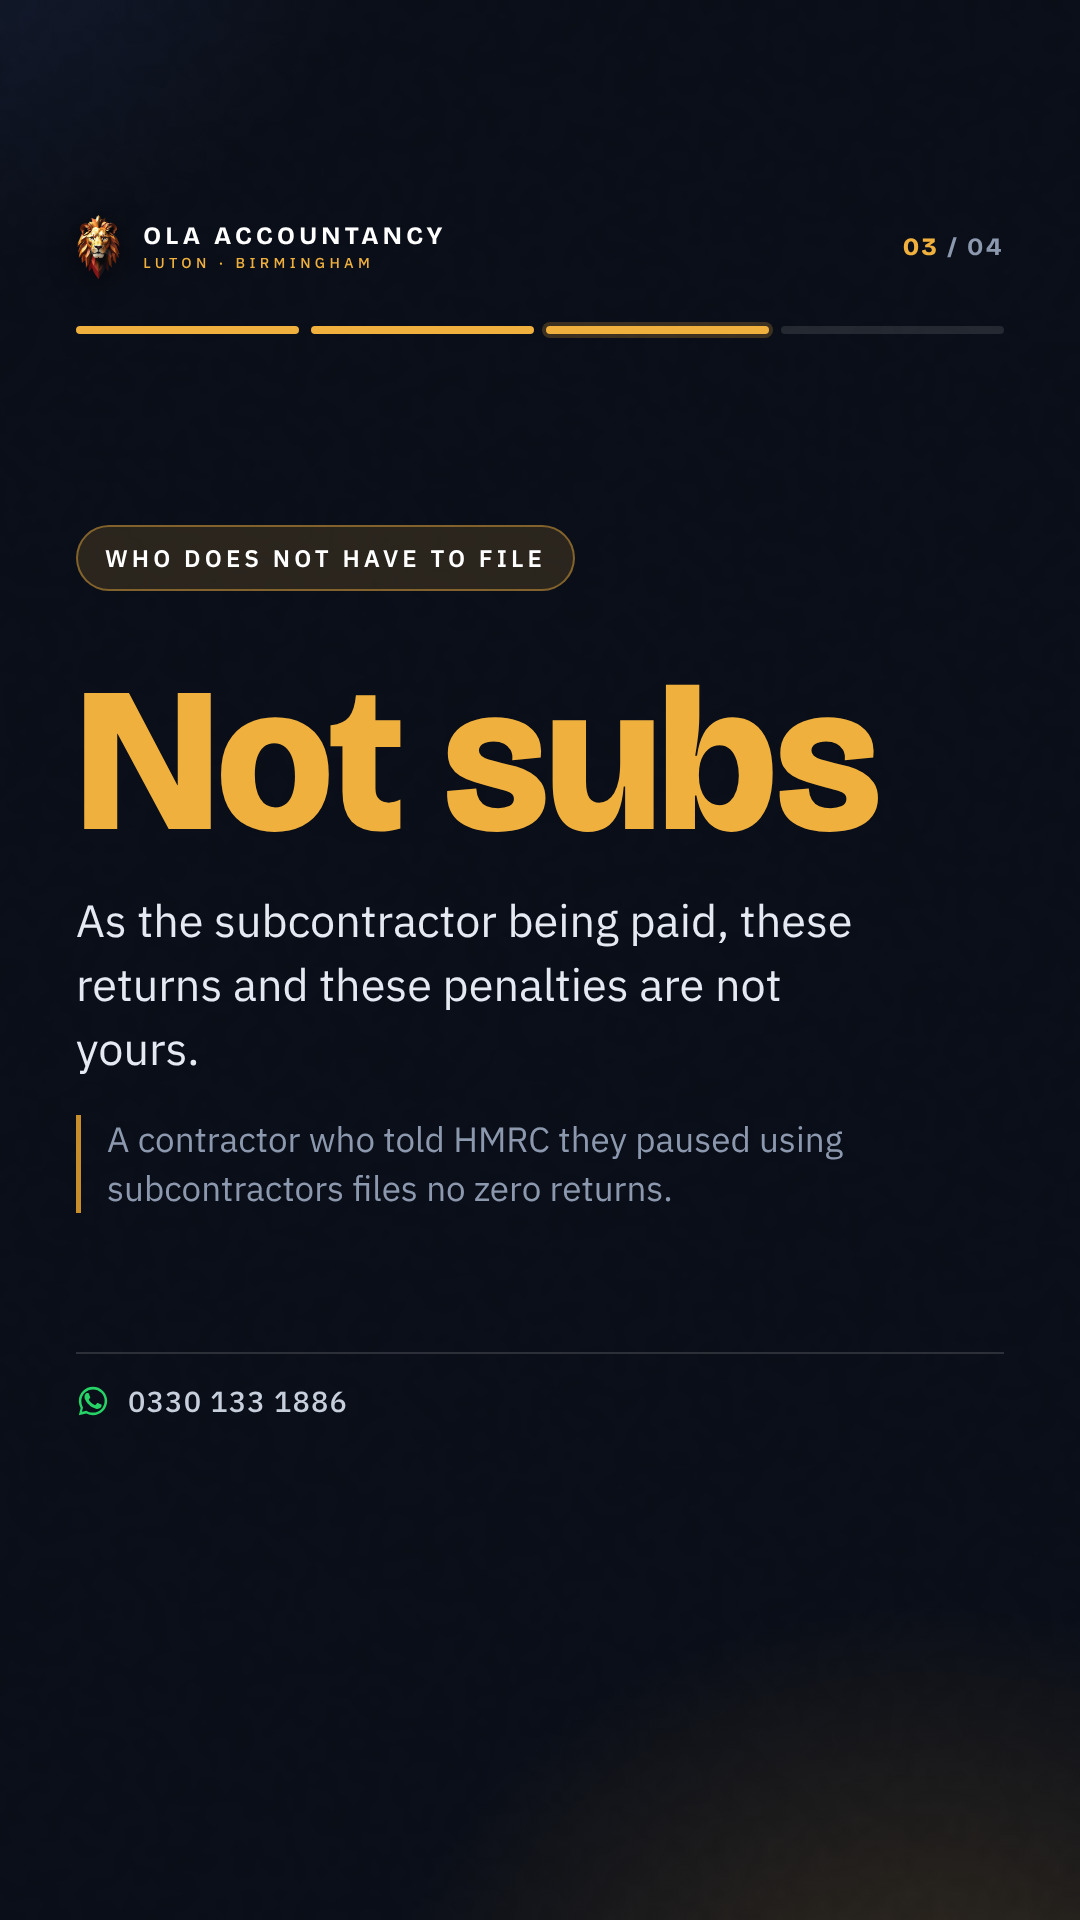 OLA ACCOUNTANCY
LUTON · BIRMINGHAM
03 / 04
WHO DOES NOT HAVE TO FILE
Not subs
As the subcontractor being paid, these
returns and these penalties are not
yours.
A contractor who told HMRC they paused using
subcontractors files no zero returns.
0330 133 1886